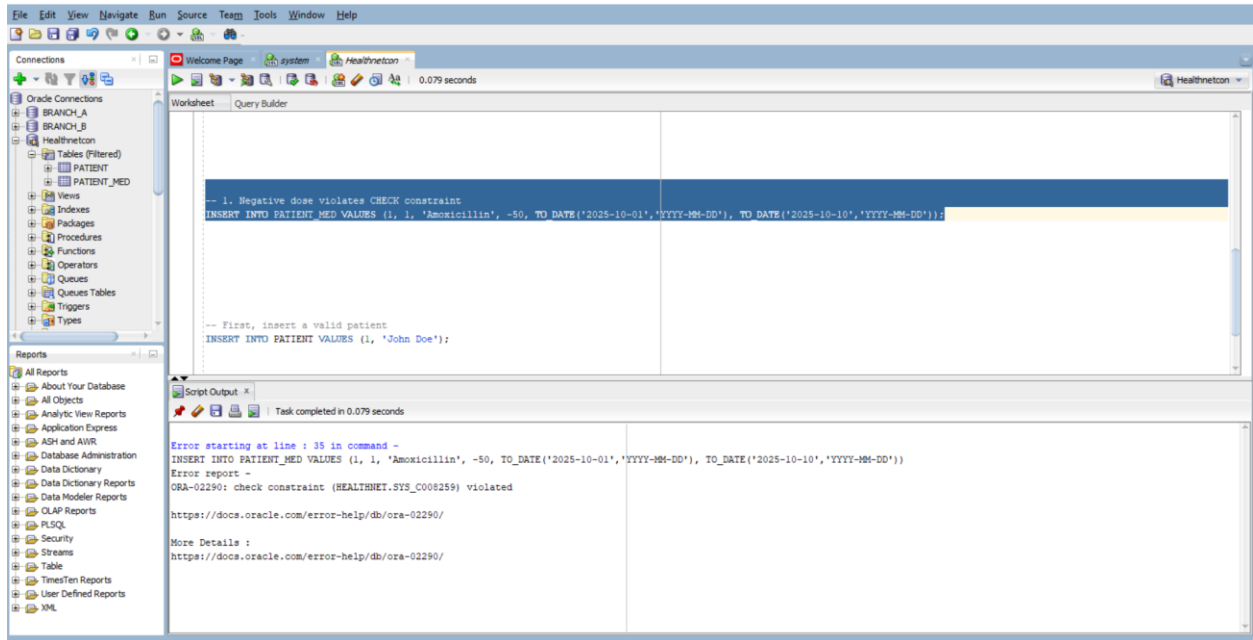 File Edit View Navigate Run Source Team Tools Window Help
Connections
Oracle Connections
BRANCH_A
BRANCH_B
Healthnetcon
Tables (Filtered)
PATIENT
PATIENT_MED
Views
Indexes
Packages
Procedures
Functions
Operators
Queues
Queues Tables
Triggers
Types
Reports
All Reports
About Your Database
All Objects
Analytic View Reports
Application Express
ASH and AWR
Database Administration
Data Dictionary
Data Dictionary Reports
Data Modeler Reports
OLAP Reports
PLSQL
Security
Streams
Table
TimesTen Reports
User Defined Reports
XML
Welcome Page system Healthnetcon
0.079 seconds
Healthnetcon
Worksheet Query Builder
-- 1. Negative dose violates CHECK constraint
INSERT INTO PATIENT_MED VALUES (1, 1, 'Amoxicillin', -50, TO_DATE('2025-10-01','YYYY-MM-DD'), TO_DATE('2025-10-10','YYYY-MM-DD'));
-- First, insert a valid patient
INSERT INTO PATIENT VALUES (1, 'John Doe');
Script Output
Task completed in 0.079 seconds
Error starting at line : 35 in command -
INSERT INTO PATIENT_MED VALUES (1, 1, 'Amoxicillin', -50, TO_DATE('2025-10-01','YYYY-MM-DD'), TO_DATE('2025-10-10','YYYY-MM-DD'))
Error report -
ORA-02290: check constraint (HEALTHNET.SYS_C008259) violated
https://docs.oracle.com/error-help/db/ora-02290/
More Details :
https://docs.oracle.com/error-help/db/ora-02290/